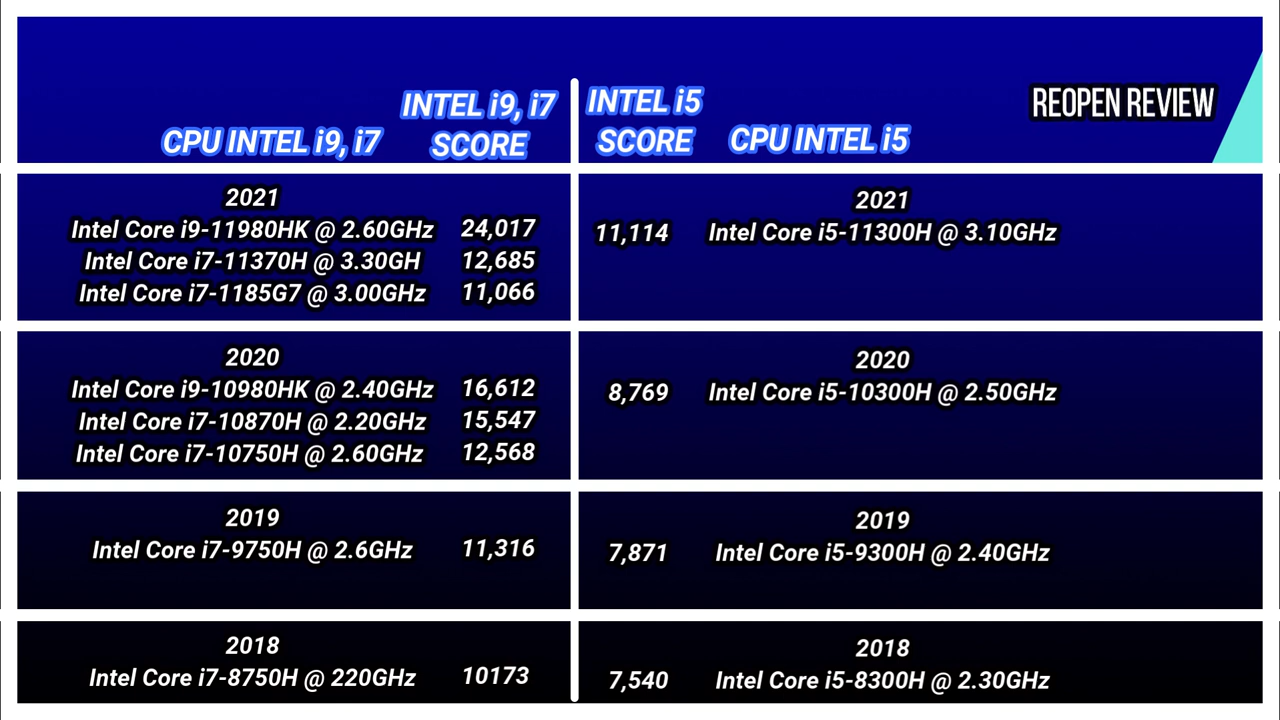 INTEL i9, i7 INTEL i5 REOPEN REVIEW
CPU INTEL i9, i7 SCORE SCORE CPU INTEL i5
2021 2021
Intel Core i9-11980HK @ 2.60GHz 24,017 11,114 Intel Core i5-11300H @ 3.10GHz
Intel Core i7-11370H @ 3.30GH 12,685
Intel Core i7-1185G7 @ 3.00GHz 11,066
2020 2020
Intel Core i9-10980HK @ 2.40GHz 16,612 8,769 Intel Core i5-10300H @ 2.50GHz
Intel Core i7-10870H @ 2.20GHz 15,547
Intel Core i7-10750H @ 2.60GHz 12,568
2019 2019
Intel Core i7-9750H @ 2.6GHz 11,316 7,871 Intel Core i5-9300H @ 2.40GHz
2018 2018
Intel Core i7-8750H @ 220GHz 10173 7,540 Intel Core i5-8300H @ 2.30GHz